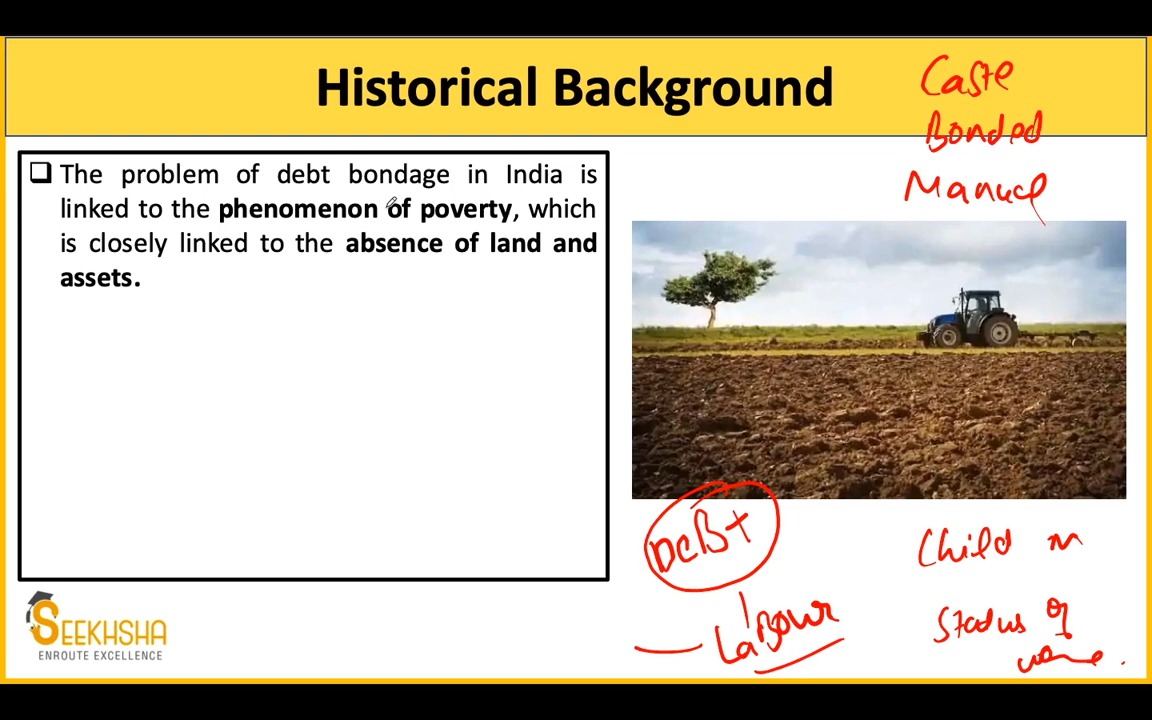 Historical Background
Caste
Bonded
Manual
❑ The problem of debt bondage in India is
linked to the phenomenon of poverty, which
is closely linked to the absence of land and
assets.
DEBT
Labour
Child m
Status of
SEEKHSHA
ENROUTE EXCELLENCE